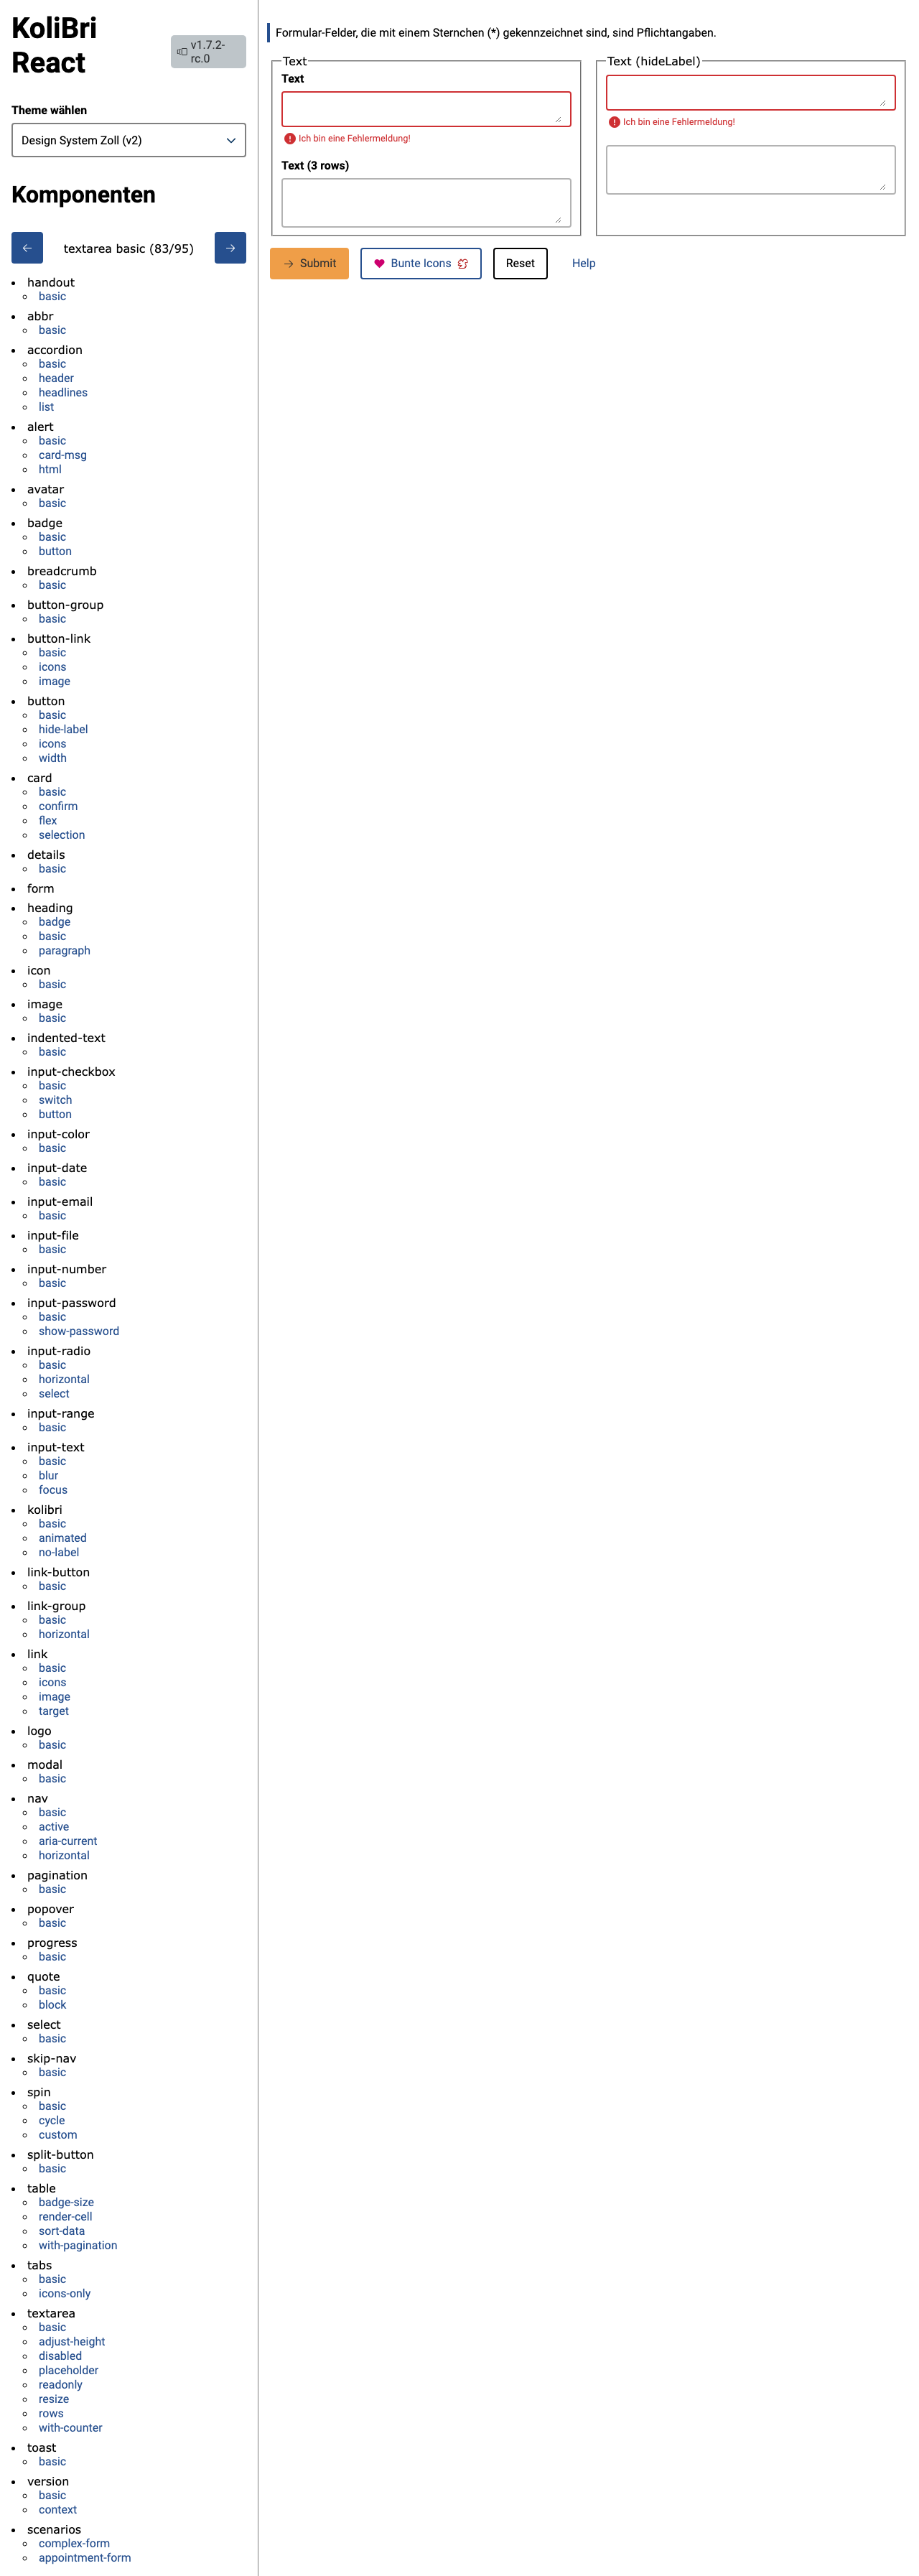 KoliBri
React
v1.7.2-
rc.0
Theme wählen
Design System Zoll (v2)
Komponenten
textarea basic (83/95)
handout
basic
abbr
basic
accordion
basic
header
headlines
list
alert
basic
card-msg
html
avatar
basic
badge
basic
button
breadcrumb
basic
button-group
basic
button-link
basic
icons
image
button
basic
hide-label
icons
width
card
basic
confirm
flex
selection
details
basic
form
heading
badge
basic
paragraph
icon
basic
image
basic
indented-text
basic
input-checkbox
basic
switch
button
input-color
basic
input-date
basic
input-email
basic
input-file
basic
input-number
basic
input-password
basic
show-password
input-radio
basic
horizontal
select
input-range
basic
input-text
basic
blur
focus
kolibri
basic
animated
no-label
link-button
basic
link-group
basic
horizontal
link
basic
icons
image
target
logo
basic
modal
basic
nav
basic
active
aria-current
horizontal
pagination
basic
popover
basic
progress
basic
quote
basic
block
select
basic
skip-nav
basic
spin
basic
cycle
custom
split-button
basic
table
badge-size
render-cell
sort-data
with-pagination
tabs
basic
icons-only
textarea
basic
adjust-height
disabled
placeholder
readonly
resize
rows
with-counter
toast
basic
version
basic
context
scenarios
complex-form
appointment-form
Formular-Felder, die mit einem Sternchen (*) gekennzeichnet sind, sind Pflichtangaben.
Text
Text
Ich bin eine Fehlermeldung!
Text (3 rows)
Text (hideLabel)
Ich bin eine Fehlermeldung!
Submit
Bunte Icons
Reset
Help